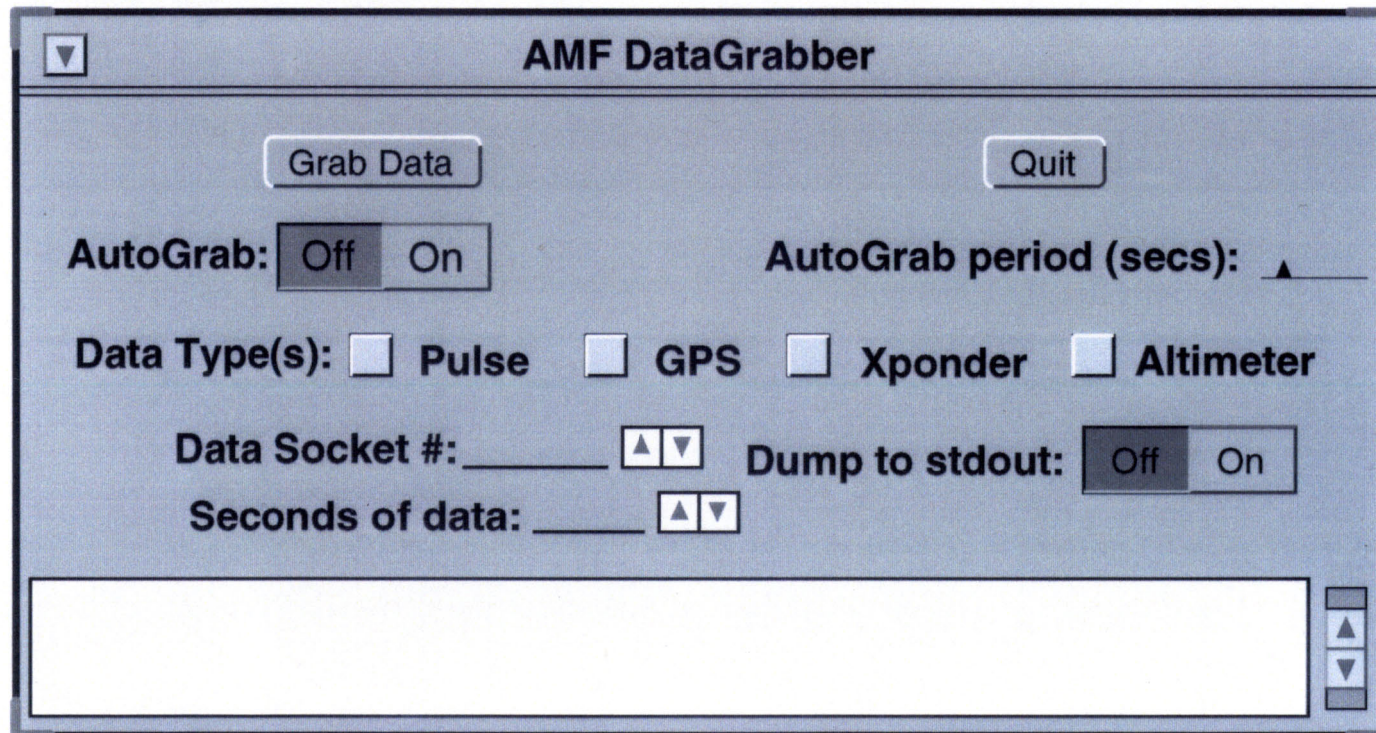 AMF DataGrabber
Grab Data Quit
AutoGrab: Off On AutoGrab period (secs):
Data Type(s): Pulse GPS Xponder Altimeter
Data Socket #: Dump to stdout: Off On
Seconds of data: